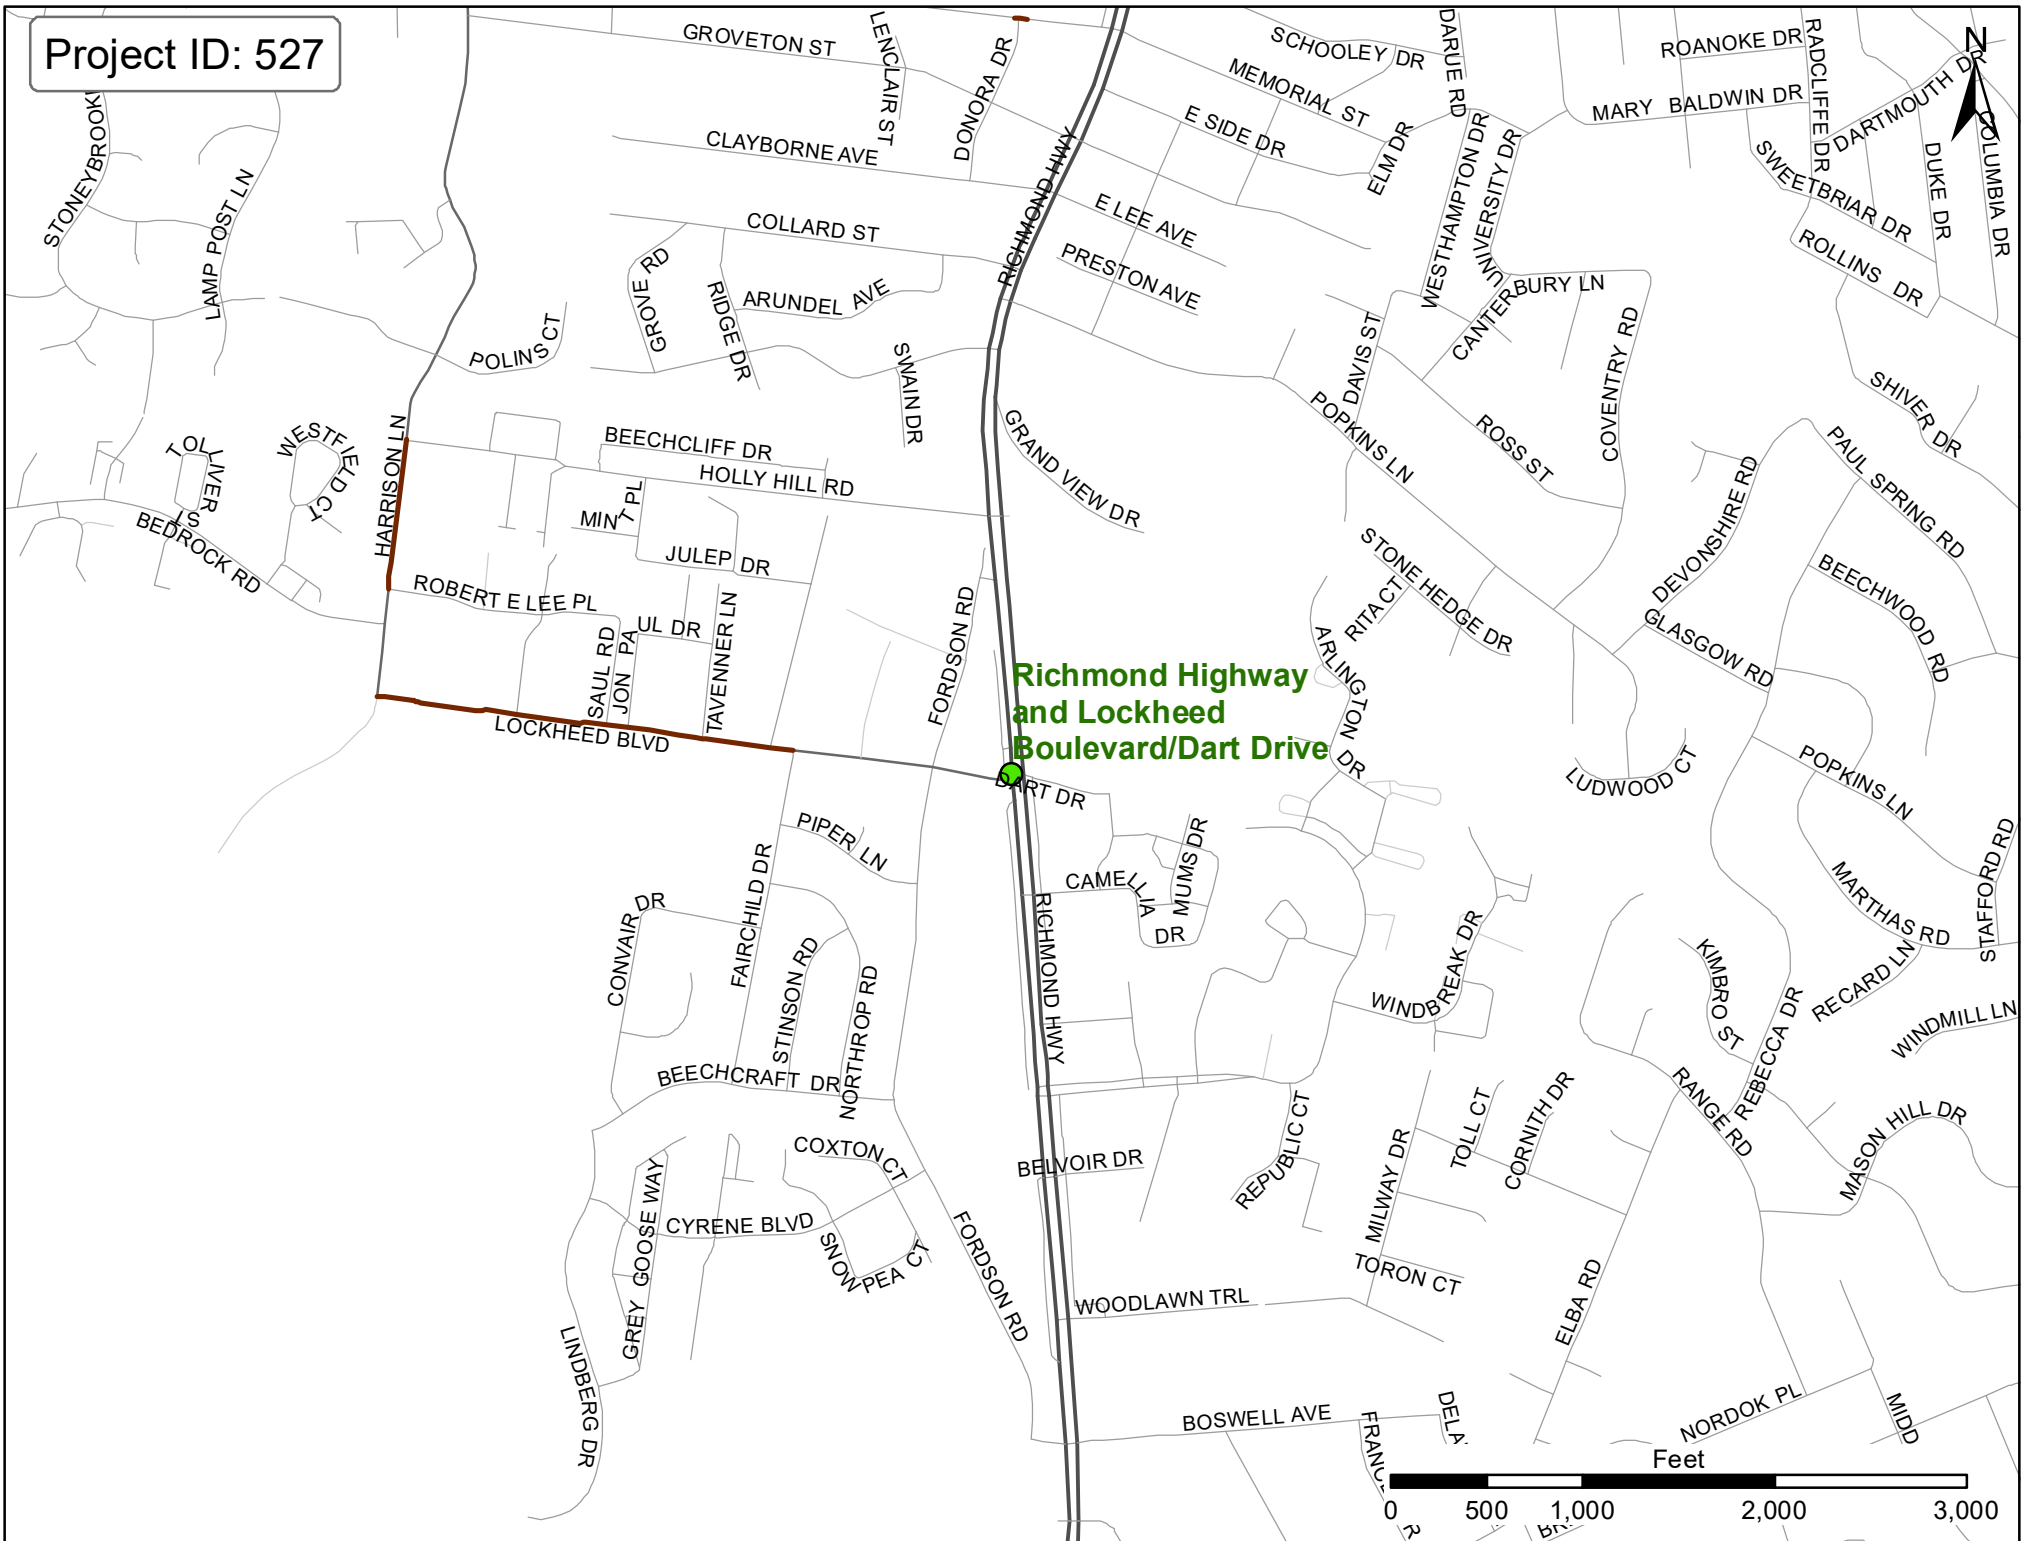 Project ID: 527
GROVETON ST
LENCLAIR ST
DONORA DR
SCHOOLEY DR
DARUE RD
ROANOKE DR
RADCLIFFE DR
N
MEMORIAL ST
MARY BALDWIN DR
DARTMOUTH DR
COLUMBIA DR
STONEYBROOK
CLAYBORNE AVE
RICHMOND HWY
E SIDE DR
ELM DR
WESTHAMPTON DR
UNIVERSITY DR
SWEETBRIAR DR
DUKE DR
LAMP POST LN
COLLARD ST
E LEE AVE
PRESTON AVE
ROLLINS DR
GROVE RD
RIDGE DR
ARUNDEL AVE
CANTERBURY LN
POLINS CT
SWAIN DR
DAVIS ST
COVENTRY RD
SHIVER DR
TOLLIVER ST
WESTFIELD CT
HARRISON LN
BEECHCLIFF DR
HOLLY HILL RD
GRAND VIEW DR
POPKINS LN
ROSS ST
PAUL SPRING RD
DEVONSHIRE RD
BEDROCK RD
MINT PL
JULEP DR
STONE HEDGE DR
RITA CT
BEECHWOOD RD
ROBERT E LEE PL
SAUL RD
JON PAUL DR
TAVENNER LN
FORDSON RD
ARLINGTON DR
GLASGOW RD
Richmond Highway
and Lockheed
Boulevard/Dart Drive
LOCKHEED BLVD
DART DR
LUDWOOD CT
POPKINS LN
PIPER LN
FAIRCHILD DR
CAMELLIA DR
MUMS DR
MARTHAS RD
STAFFORD RD
CONVAIR DR
STINSON RD
NORTHROP RD
RICHMOND HWY
WINDBREAK DR
KIMBRO ST
RECARD LN
REBECCA DR
WINDMILL LN
BEECHCRAFT DR
RANGE RD
COXTON CT
BELVOIR DR
REPUBLIC CT
MILWAY DR
TOLL CT
CORNITH DR
MASON HILL DR
GREY GOOSE WAY
CYRENE BLVD
SNOWPEA CT
FORDSON RD
TORON CT
WOODLAWN TRL
ELBA RD
LINDBERG DR
BOSWELL AVE
NORDOK PL
MIDD
Feet
0 500 1,000 2,000 3,000